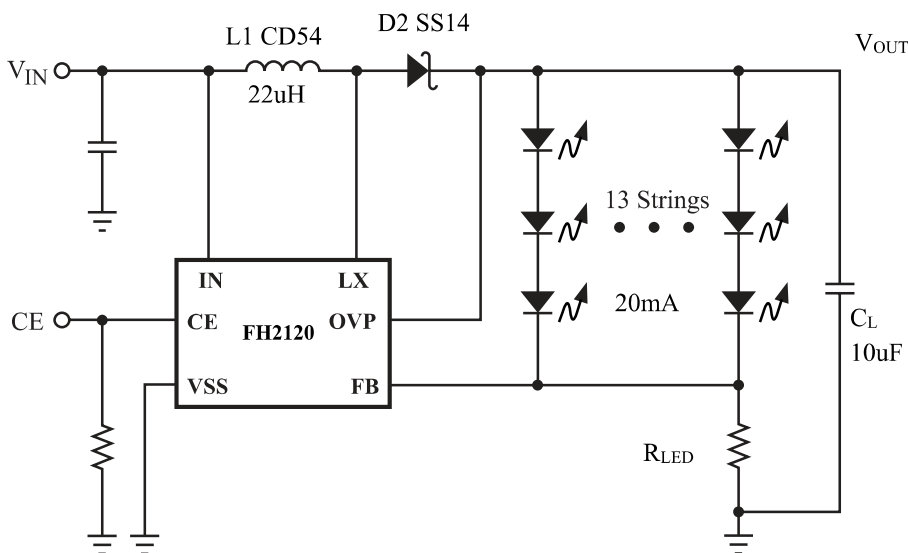 D2 SS14
L1 CD54
VOUT
VIN
22uH
13 Strings
IN
LX
20mA
CE
CE
FH2120
OVP
CL
10uF
VSS
FB
RLED